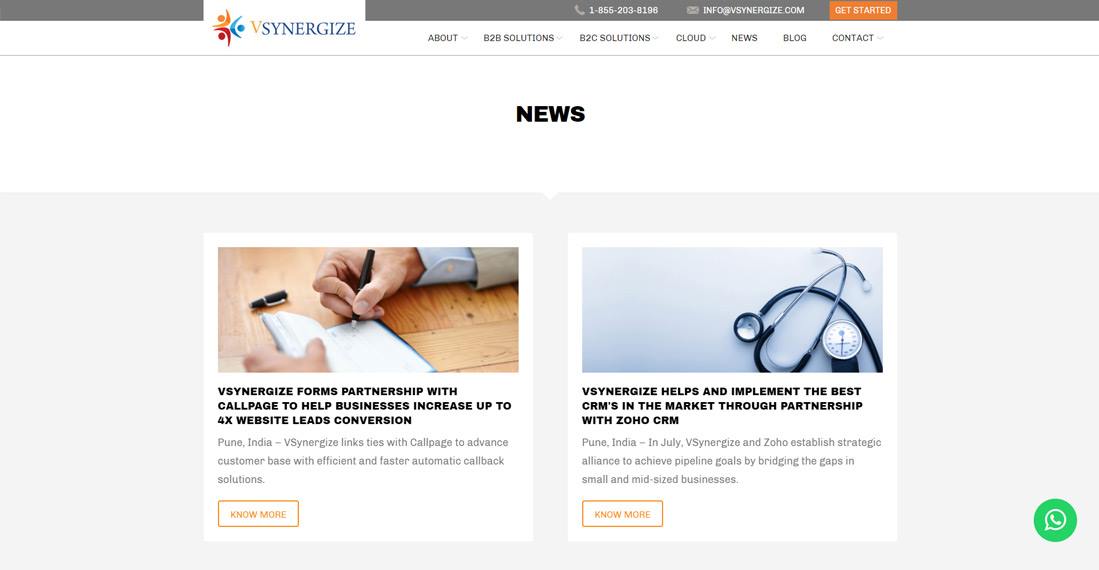 1-855-203-8196 INFO@VSYNERGIZE.COM GET STARTED
VSYNERGIZE
ABOUT B2B SOLUTIONS B2C SOLUTIONS CLOUD NEWS BLOG CONTACT
NEWS
VSYNERGIZE FORMS PARTNERSHIP WITH
CALLPAGE TO HELP BUSINESSES INCREASE UP TO
4X WEBSITE LEADS CONVERSION
Pune, India – VSynergize links ties with Callpage to advance
customer base with efficient and faster automatic callback
solutions.
KNOW MORE
VSYNERGIZE HELPS AND IMPLEMENT THE BEST
CRM'S IN THE MARKET THROUGH PARTNERSHIP
WITH ZOHO CRM
Pune, India – In July, VSynergize and Zoho establish strategic
alliance to achieve pipeline goals by bridging the gaps in
small and mid-sized businesses.
KNOW MORE